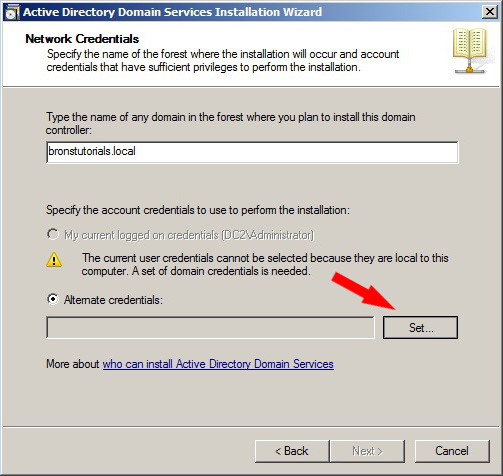 Active Directory Domain Services Installation Wizard
Network Credentials
Specify the name of the forest where the installation will occur and account
credentials that have sufficient privileges to perform the installation.
Type the name of any domain in the forest where you plan to install this domain
controller:
bronstutorials.local
Specify the account credentials to use to perform the installation:
My current logged on credentials (DC2\Administrator)
The current user credentials cannot be selected because they are local to this
computer. A set of domain credentials is needed.
Alternate credentials:
Set...
More about who can install Active Directory Domain Services
< Back
Next >
Cancel